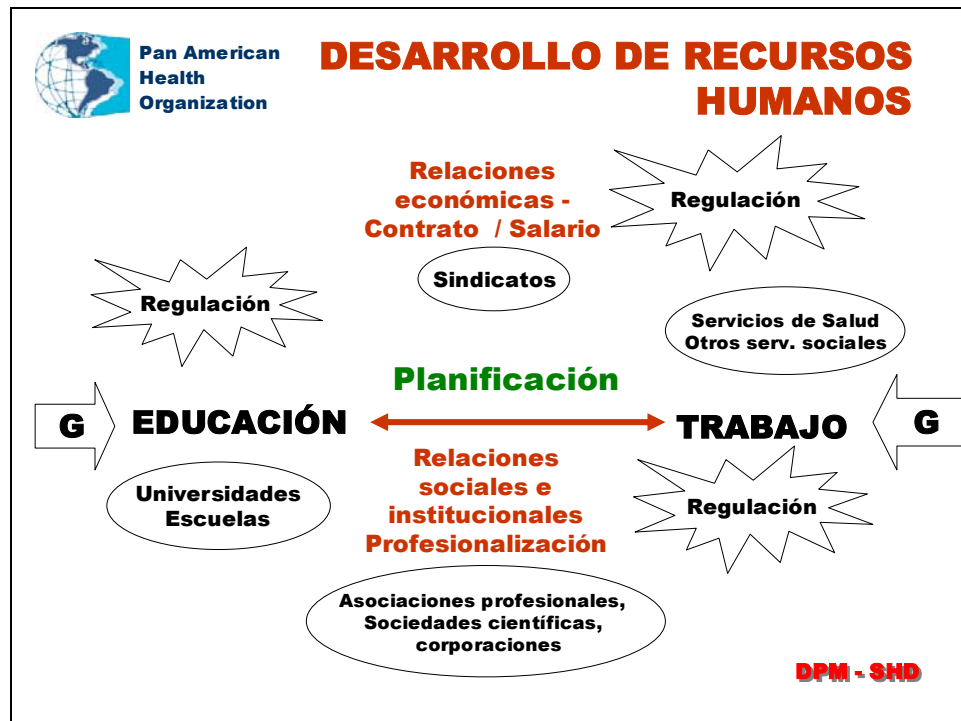 Pan American
Health
Organization
DESARROLLO DE RECURSOS
HUMANOS
Relaciones
económicas -
Contrato / Salario
Regulación
Sindicatos
Regulación
Servicios de Salud
Otros serv. sociales
Planificación
G
EDUCACIÓN
TRABAJO
G
Relaciones
sociales e
institucionales
Profesionalización
Universidades
Escuelas
Regulación
Asociaciones profesionales,
Sociedades científicas,
corporaciones
DPM - SHD